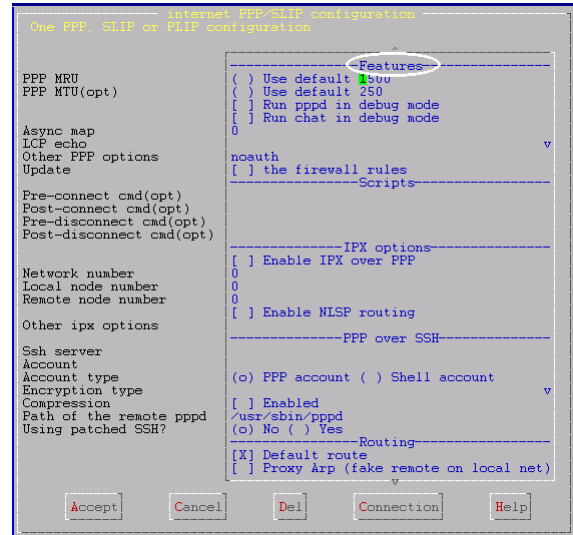 internet PPP/SLIP configuration
One PPP, SLIP or PLIP configuration
Features
PPP MRU ( ) Use default 1500
PPP MTU(opt) ( ) Use default 250
[ ] Run pppd in debug mode
[ ] Run chat in debug mode
Async map 0
LCP echo
Other PPP options noauth
Update [ ] the firewall rules
Scripts
Pre-connect cmd(opt)
Post-connect cmd(opt)
Pre-disconnect cmd(opt)
Post-disconnect cmd(opt)
IPX options
[ ] Enable IPX over PPP
Network number 0
Local node number 0
Remote node number 0
[ ] Enable NLSP routing
Other ipx options
PPP over SSH
Ssh server
Account
Account type (o) PPP account ( ) Shell account
Encryption type
Compression [ ] Enabled
Path of the remote pppd /usr/sbin/pppd
Using patched SSH? (o) No ( ) Yes
Routing
[X] Default route
[ ] Proxy Arp (fake remote on local net)
Accept Cancel Del Connection Help